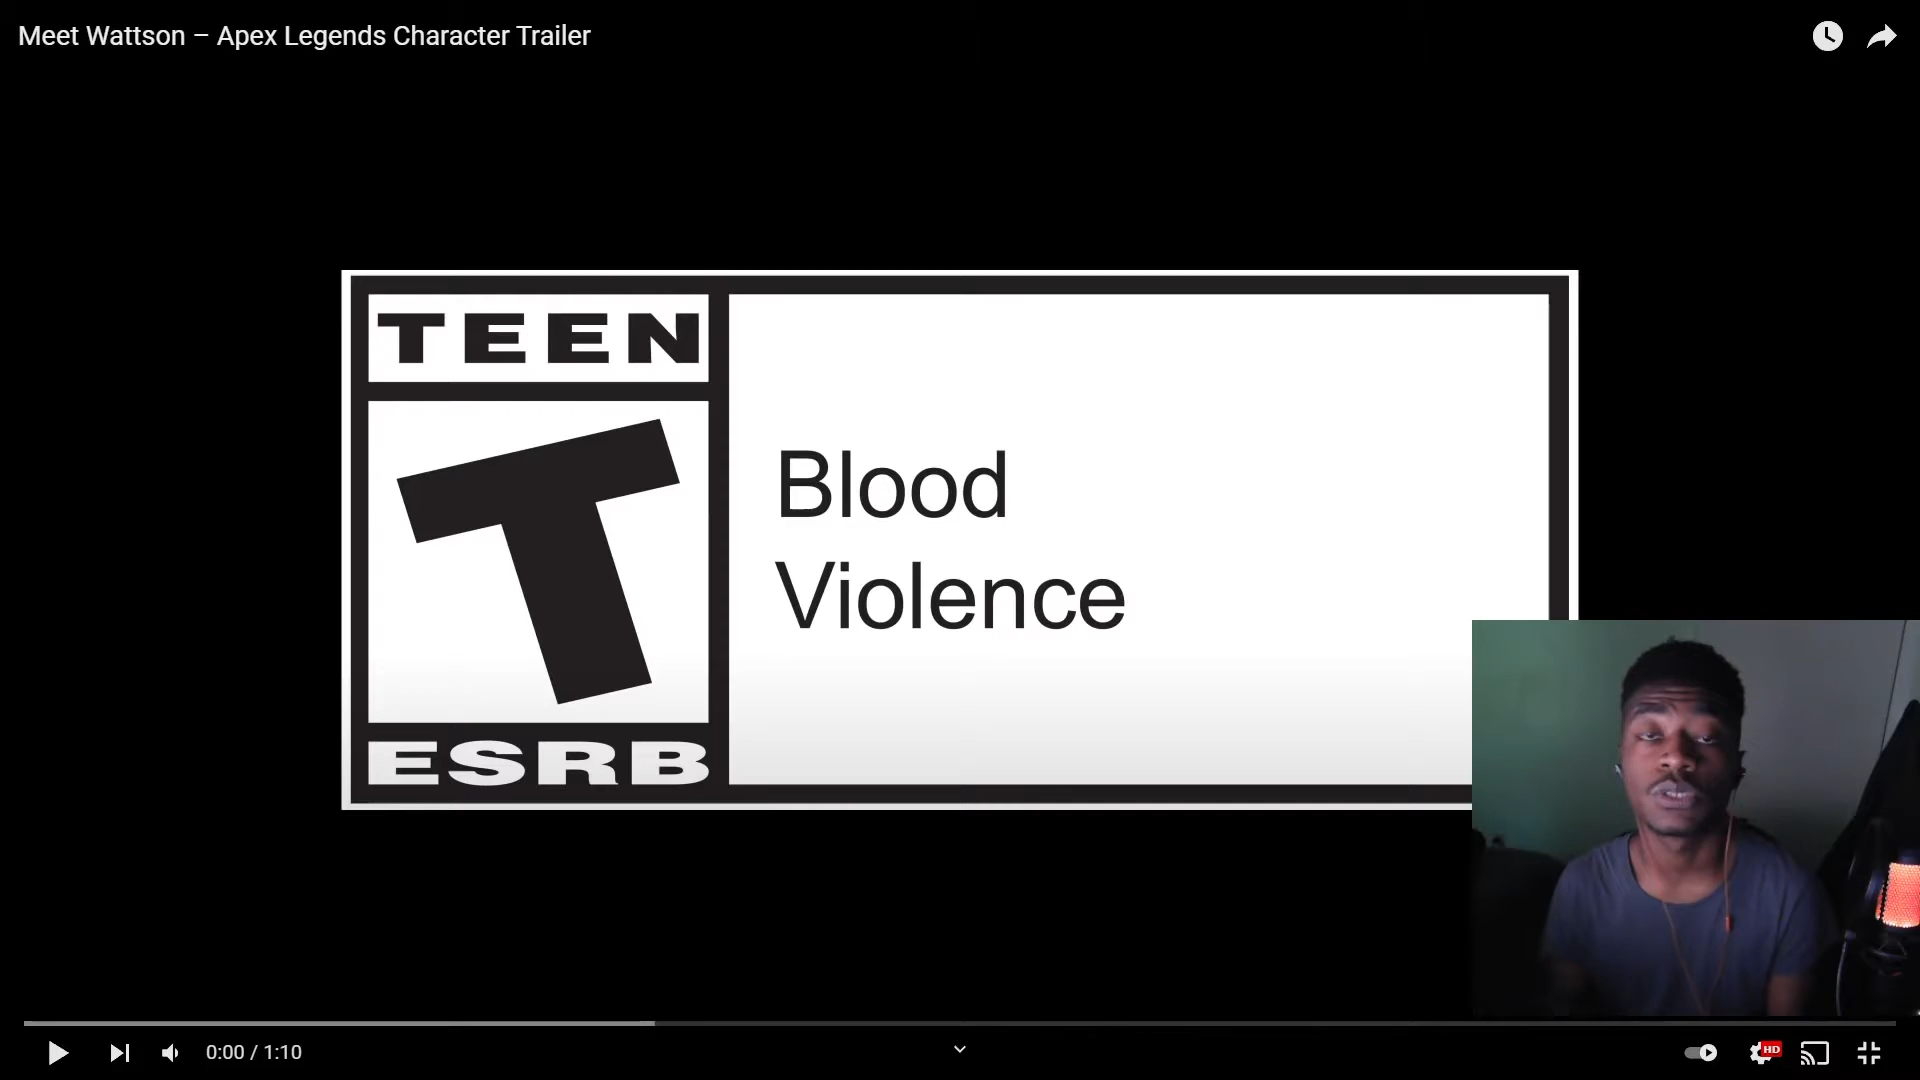 Meet Wattson – Apex Legends Character Trailer
TEEN
T
ESRB
Blood
Violence
0:00 / 1:10
HD